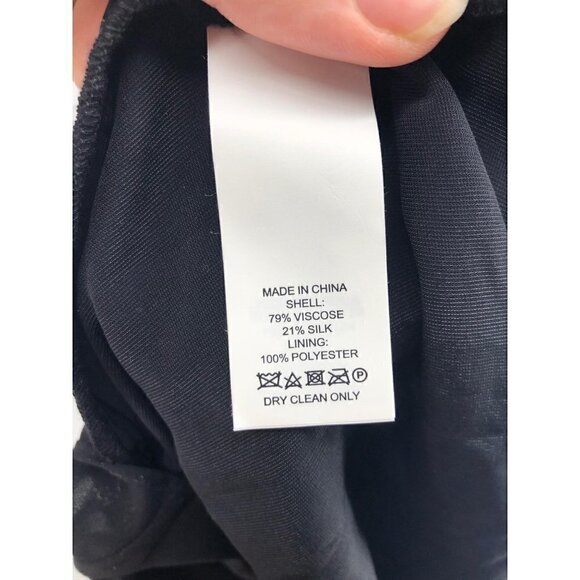 MADE IN CHINA
SHELL:
79% VISCOSE
21% SILK
LINING:
100% POLYESTER
P
DRY CLEAN ONLY